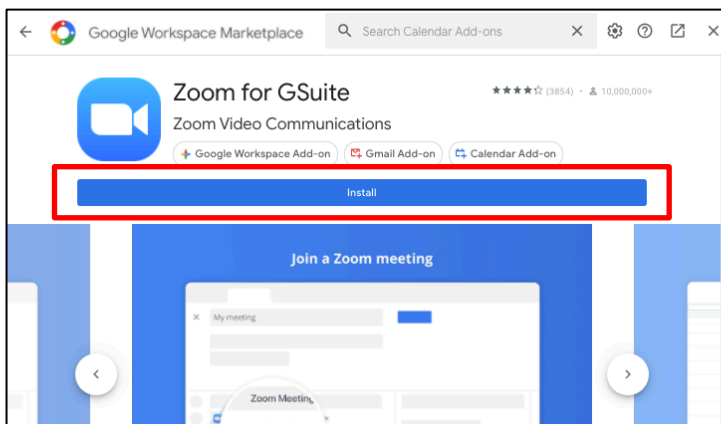 Google Workspace Marketplace
Search Calendar Add-ons
Zoom for GSuite
(3854)
10,000,000+
Zoom Video Communications
Google Workspace Add-on
Gmail Add-on
Calendar Add-on
Install
Join a Zoom meeting
My meeting
Zoom Meeting